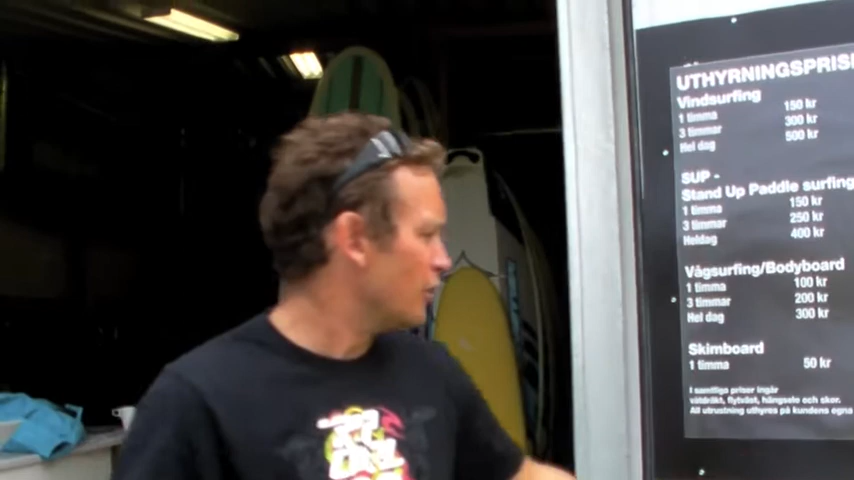 UTHYRNINGSPRISE
Vindsurfing
1 timma 150 kr
3 timmar 300 kr
Hel dag 500 kr
SUP -
Stand Up Paddle surfing
1 timma 150 kr
3 timmar 250 kr
Heldag 400 kr
Vågsurfing/Bodyboard
1 timma 100 kr
3 timmar 200 kr
Hel dag 300 kr
Skimboard
1 timma 50 kr
I samtliga priser ingår
våtdräkt, flytväst, hängsele och skor.
All utrustning uthyres på kundens egna